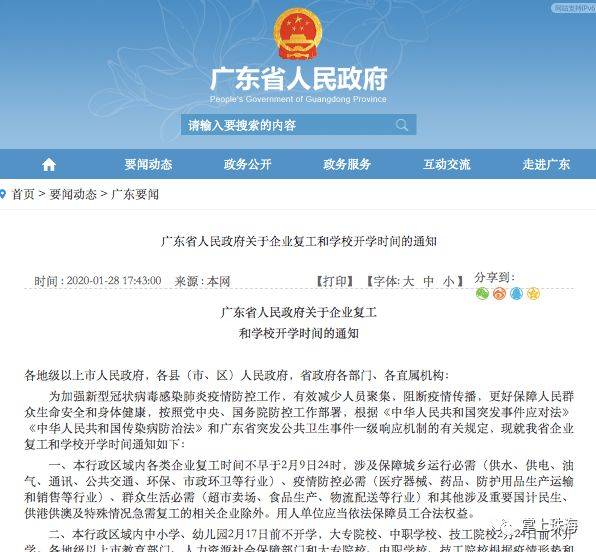 网站支持IPv6
广东省人民政府
People's Government of Guangdong Province
请输入要搜索的内容
要闻动态 政务公开 政务服务 互动交流 走进广东
首页 > 要闻动态 > 广东要闻
广东省人民政府关于企业复工和学校开学时间的通知
时间 : 2020-01-28 17:43:00 来源 : 本网 【打印】 【字体: 大 中 小 】 分享到:
广东省人民政府关于企业复工
和学校开学时间的通知
各地级以上市人民政府，各县（市、区）人民政府，省政府各部门、各直属机构：
为加强新型冠状病毒感染肺炎疫情防控工作，有效减少人员聚集，阻断疫情传播，更好保障人民群
众生命安全和身体健康，按照党中央、国务院防控工作部署，根据《中华人民共和国突发事件应对法》
《中华人民共和国传染病防治法》和广东省突发公共卫生事件一级响应机制的有关规定，现就我省企业
复工和学校开学时间通知如下：
一、本行政区域内各类企业复工时间不早于2月9日24时，涉及保障城乡运行必需（供水、供电、油
气、通讯、公共交通、环保、市政环卫等行业）、疫情防控必需（医疗器械、药品、防护用品生产运输
和销售等行业）、群众生活必需（超市卖场、食品生产、物流配送等行业）和其他涉及重要国计民生、
供港供澳及特殊情况急需复工的相关企业除外。用人单位应当依法保障员工合法权益。
二、本行政区域内中小学、幼儿园2月17日前不开学，大专院校、中职学校、技工院校2月24日前不开
学。各地级以上市教育部门、人力资源社会保障部门和大专院校、中职学校、技工院校根据疫情形势和
掌上珠海